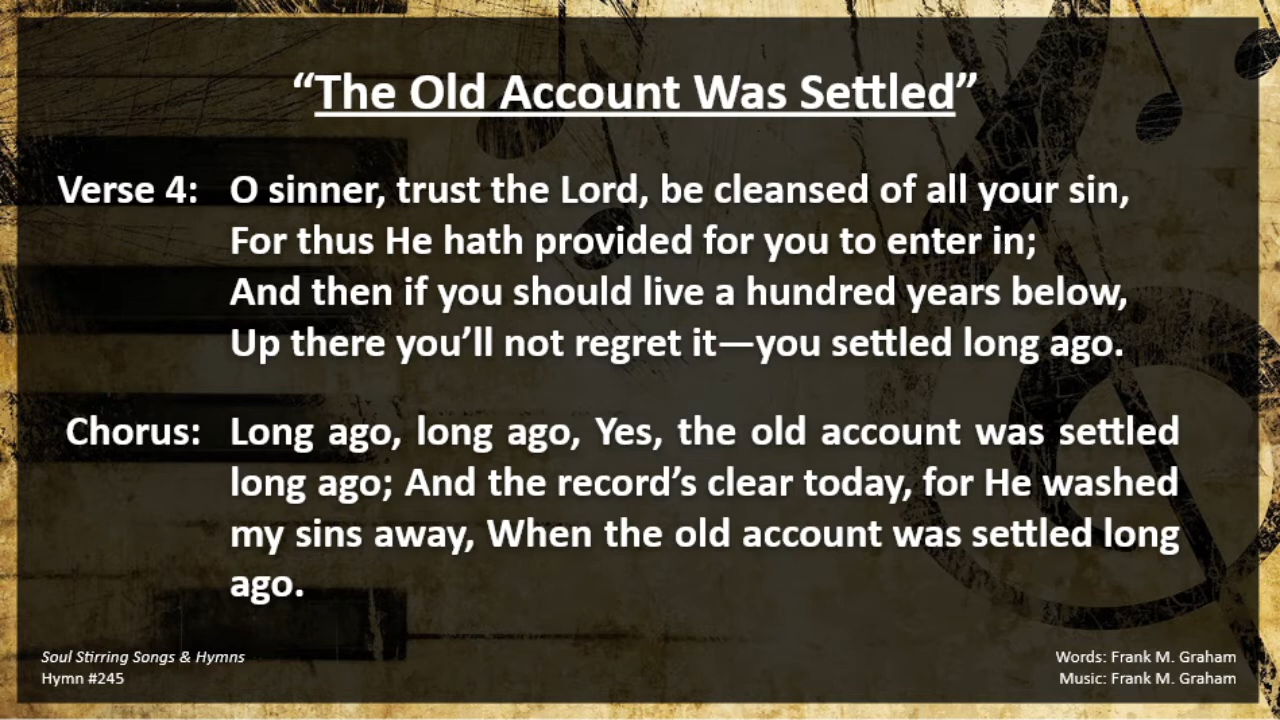 “The Old Account Was Settled”
Verse 4: O sinner, trust the Lord, be cleansed of all your sin,
For thus He hath provided for you to enter in;
And then if you should live a hundred years below,
Up there you’ll not regret it—you settled long ago.
Chorus: Long ago, long ago, Yes, the old account was settled
long ago; And the record’s clear today, for He washed
my sins away, When the old account was settled long
ago.
Soul Stirring Songs & Hymns
Hymn #245
Words: Frank M. Graham
Music: Frank M. Graham